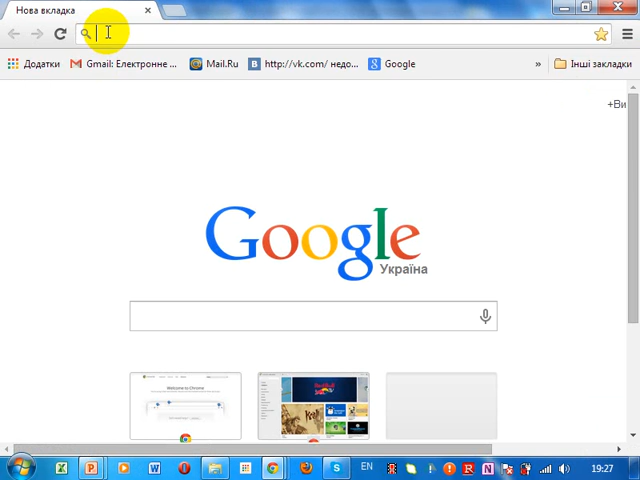 Нова вкладка
Додатки
Gmail: Електронне ...
Mail.Ru
http://vk.com/ недо...
Google
»
Інші закладки
+Ви
Google
Україна
Welcome to Chrome
EN
19:27